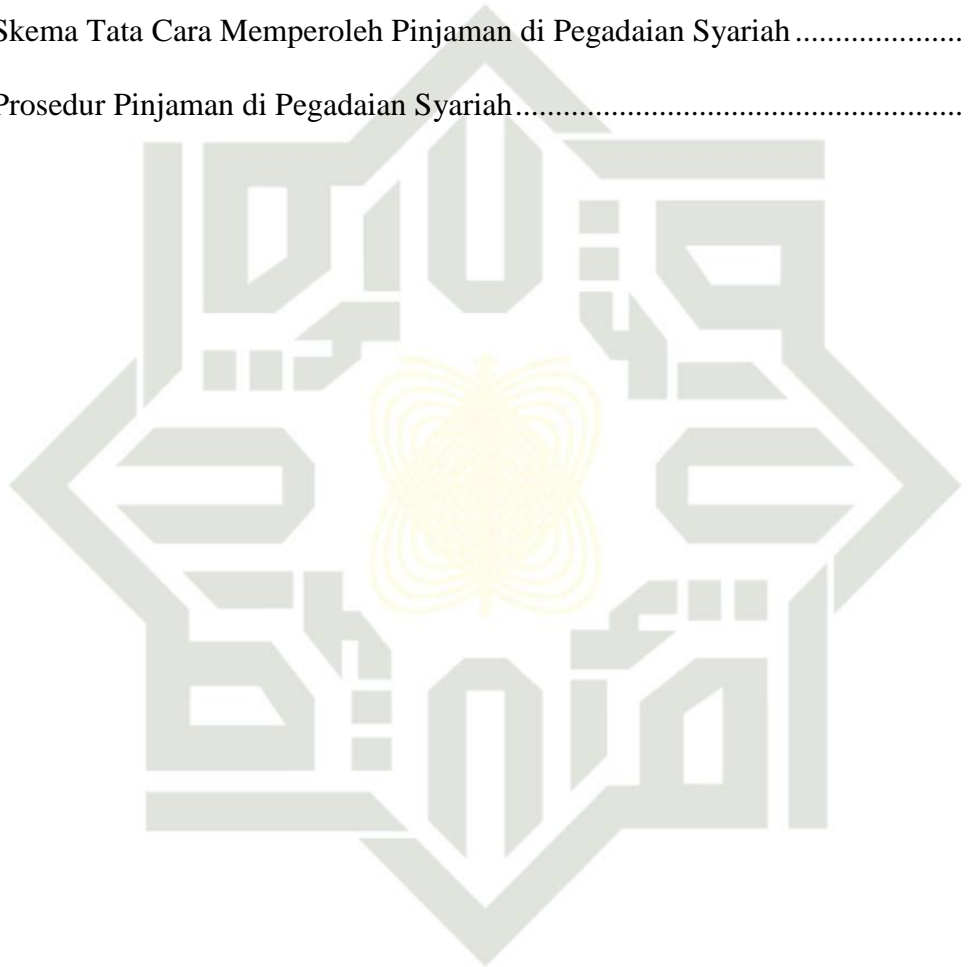 Skema Tata Cara Memperoleh Pinjaman di Pegadaian Syariah .....................
Prosedur Pinjaman di Pegadaian Syariah .........................................................